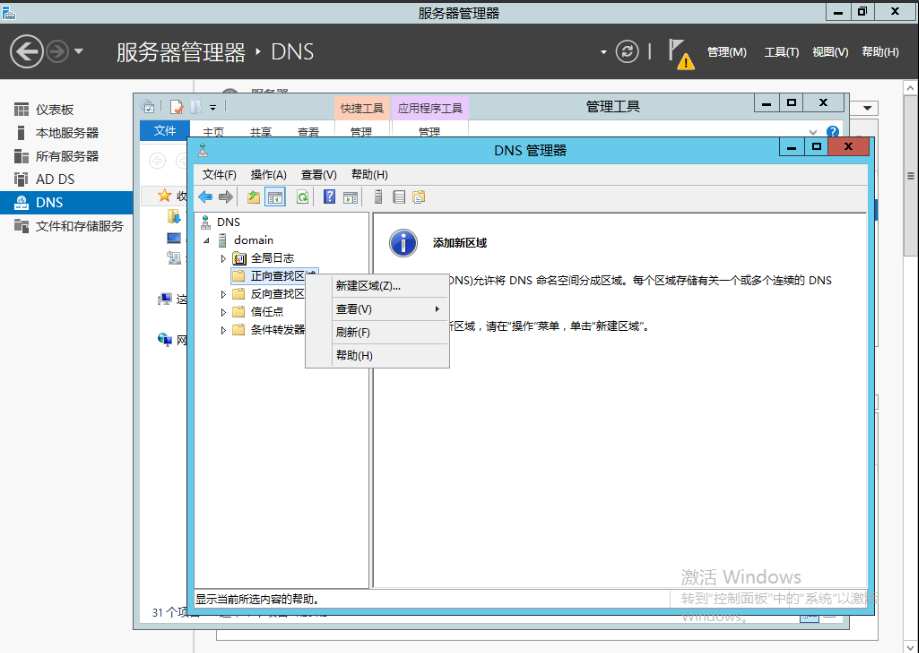 服务器管理器
服务器管理器 · DNS
管理(M) 工具(T) 视图(V) 帮助(H)
仪表板
本地服务器
所有服务器
AD DS
DNS
文件和存储服务
快捷工具 应用程序工具 管理工具
文件 主页 共享 查看 管理 管理
DNS 管理器
文件(F) 操作(A) 查看(V) 帮助(H)
收
DNS
domain
全局日志
正向查找区域
反向查找区
信任点
条件转发器
这
网
新建区域(Z)...
查看(V)
刷新(F)
帮助(H)
添加新区域
DNS)允许将 DNS 命名空间分成区域。每个区域存储有关一个或多个连续的 DNS
新区域，请在"操作"菜单，单击"新建区域"。
显示当前所选内容的帮助。
31 个项
激活 Windows
转到"控制面板"中的"系统"以激活
Windows。